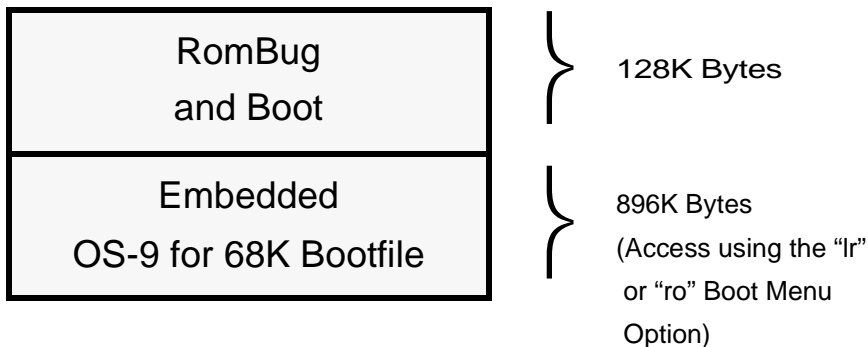 RomBug
and Boot
128K Bytes
Embedded
OS-9 for 68K Bootfile
896K Bytes
(Access using the “lr”
or “ro” Boot Menu
Option)